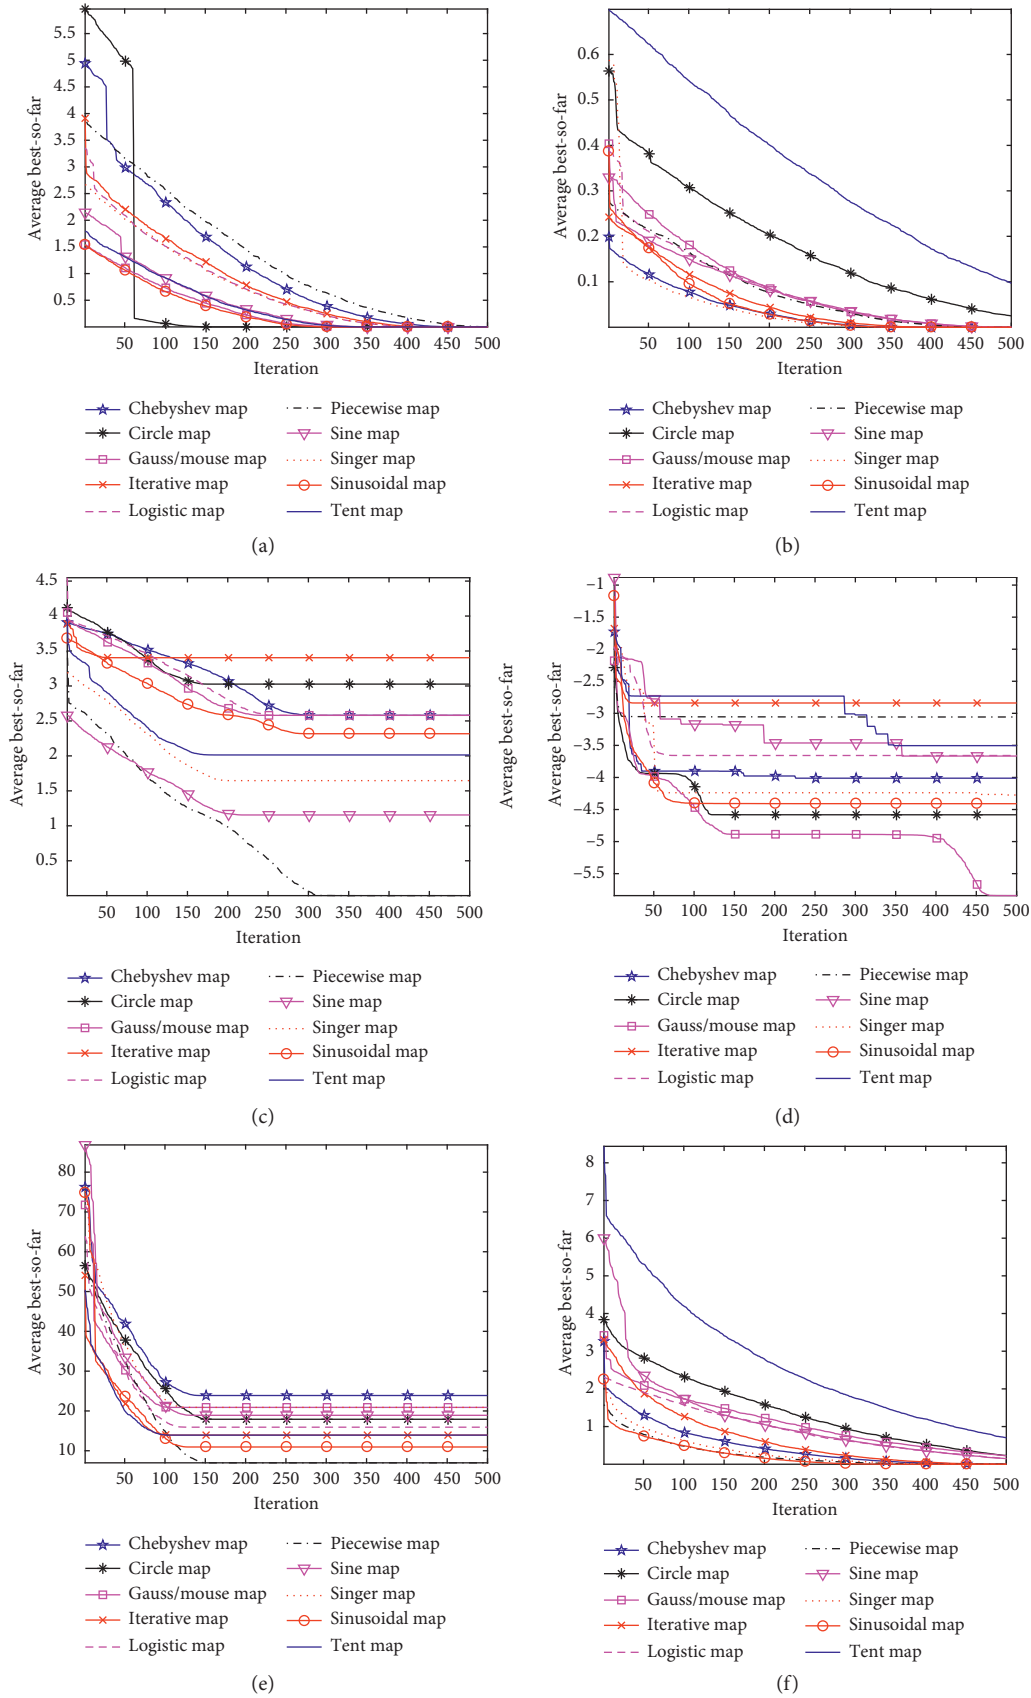 Average best-so-far
5.5
5
4.5
4
3.5
3
2.5
2
1.5
1
0.5
50 100 150 200 250 300 350 400 450 500
Iteration
Chebyshev map
Circle map
Gauss/mouse map
Iterative map
Logistic map
Piecewise map
Sine map
Singer map
Sinusoidal map
Tent map
(a)
Average best-so-far
0.6
0.5
0.4
0.3
0.2
0.1
50 100 150 200 250 300 350 400 450 500
Iteration
Chebyshev map
Circle map
Gauss/mouse map
Iterative map
Logistic map
Piecewise map
Sine map
Singer map
Sinusoidal map
Tent map
(b)
Average best-so-far
4.5
4
3.5
3
2.5
2
1.5
1
0.5
50 100 150 200 250 300 350 400 450 500
Iteration
Chebyshev map
Circle map
Gauss/mouse map
Iterative map
Logistic map
Piecewise map
Sine map
Singer map
Sinusoidal map
Tent map
(c)
Average best-so-far
−1
−1.5
−2
−2.5
−3
−3.5
−4
−4.5
−5
−5.5
50 100 150 200 250 300 350 400 450 500
Iteration
Chebyshev map
Circle map
Gauss/mouse map
Iterative map
Logistic map
Piecewise map
Sine map
Singer map
Sinusoidal map
Tent map
(d)
Average best-so-far
80
70
60
50
40
30
20
10
50 100 150 200 250 300 350 400 450 500
Iteration
Chebyshev map
Circle map
Gauss/mouse map
Iterative map
Logistic map
Piecewise map
Sine map
Singer map
Sinusoidal map
Tent map
(e)
Average best-so-far
8
7
6
5
4
3
2
1
50 100 150 200 250 300 350 400 450 500
Iteration
Chebyshev map
Circle map
Gauss/mouse map
Iterative map
Logistic map
Piecewise map
Sine map
Singer map
Sinusoidal map
Tent map
(f)
Average best-so-far